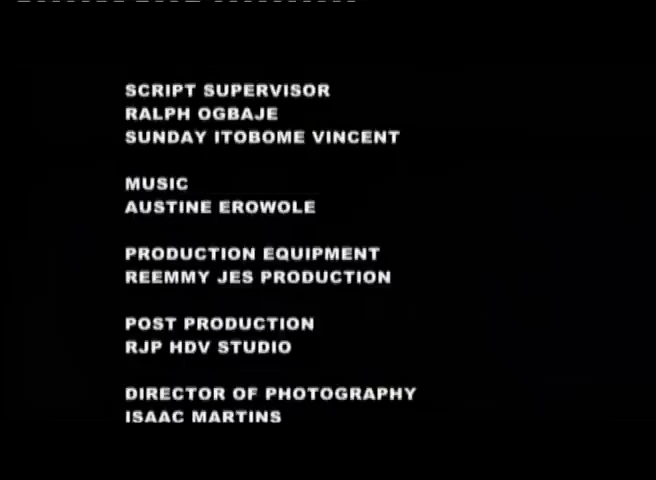 SCRIPT SUPERVISOR
RALPH OGBAJE
SUNDAY ITOBOME VINCENT
MUSIC
AUSTINE EROWOLE
PRODUCTION EQUIPMENT
REEMMY JES PRODUCTION
POST PRODUCTION
RJP HDV STUDIO
DIRECTOR OF PHOTOGRAPHY
ISAAC MARTINS